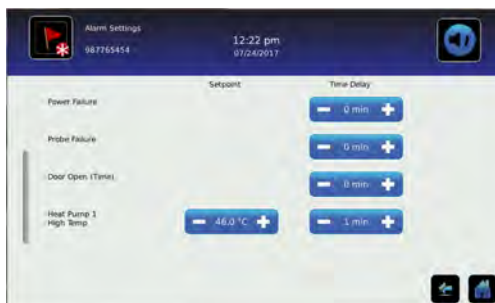 Alarm Settings
987765454
12:22 pm
07/24/2017
Setpoint
Time Delay
Power Failure
0 min
Probe Failure
0 min
Door Open (Time)
0 min
Heat Pump 1
High Temp
46.0 °C
1 min